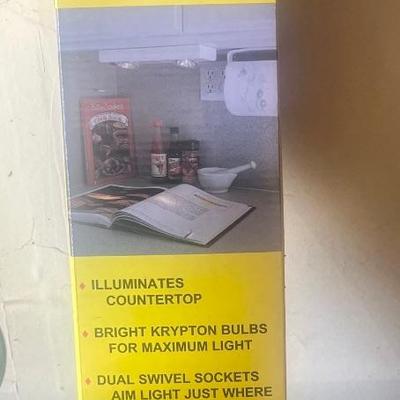 ♦ ILLUMINATES
COUNTERTOP
♦ BRIGHT KRYPTON BULBS
FOR MAXIMUM LIGHT
♦ DUAL SWIVEL SOCKETS
AIM LIGHT JUST WHERE